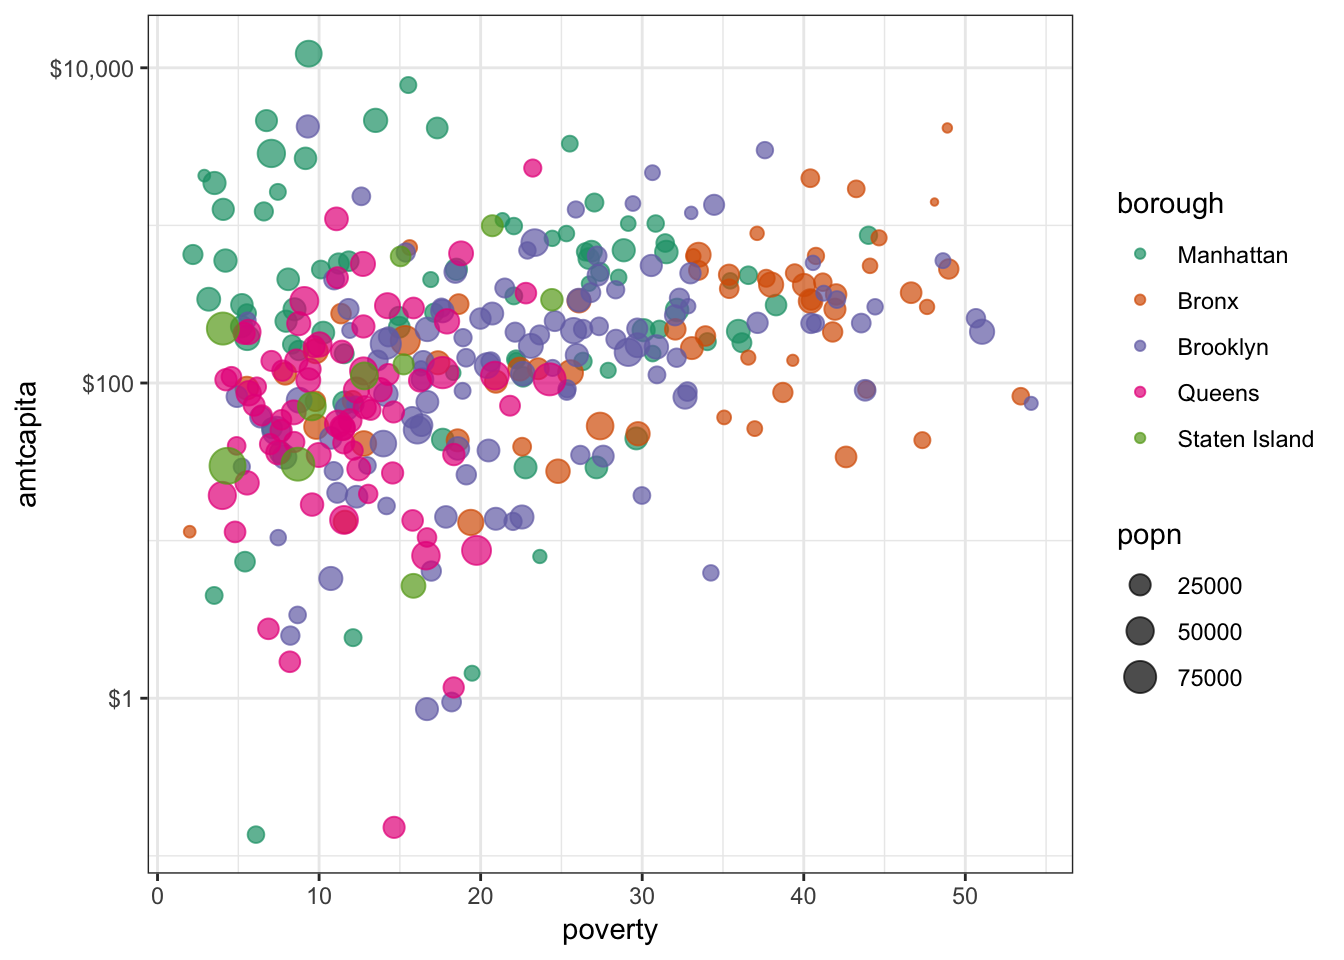 $10,000
$100
$1
amtcapita
0 10 20 30 40 50
poverty
borough
Manhattan
Bronx
Brooklyn
Queens
Staten Island
popn
25000
50000
75000